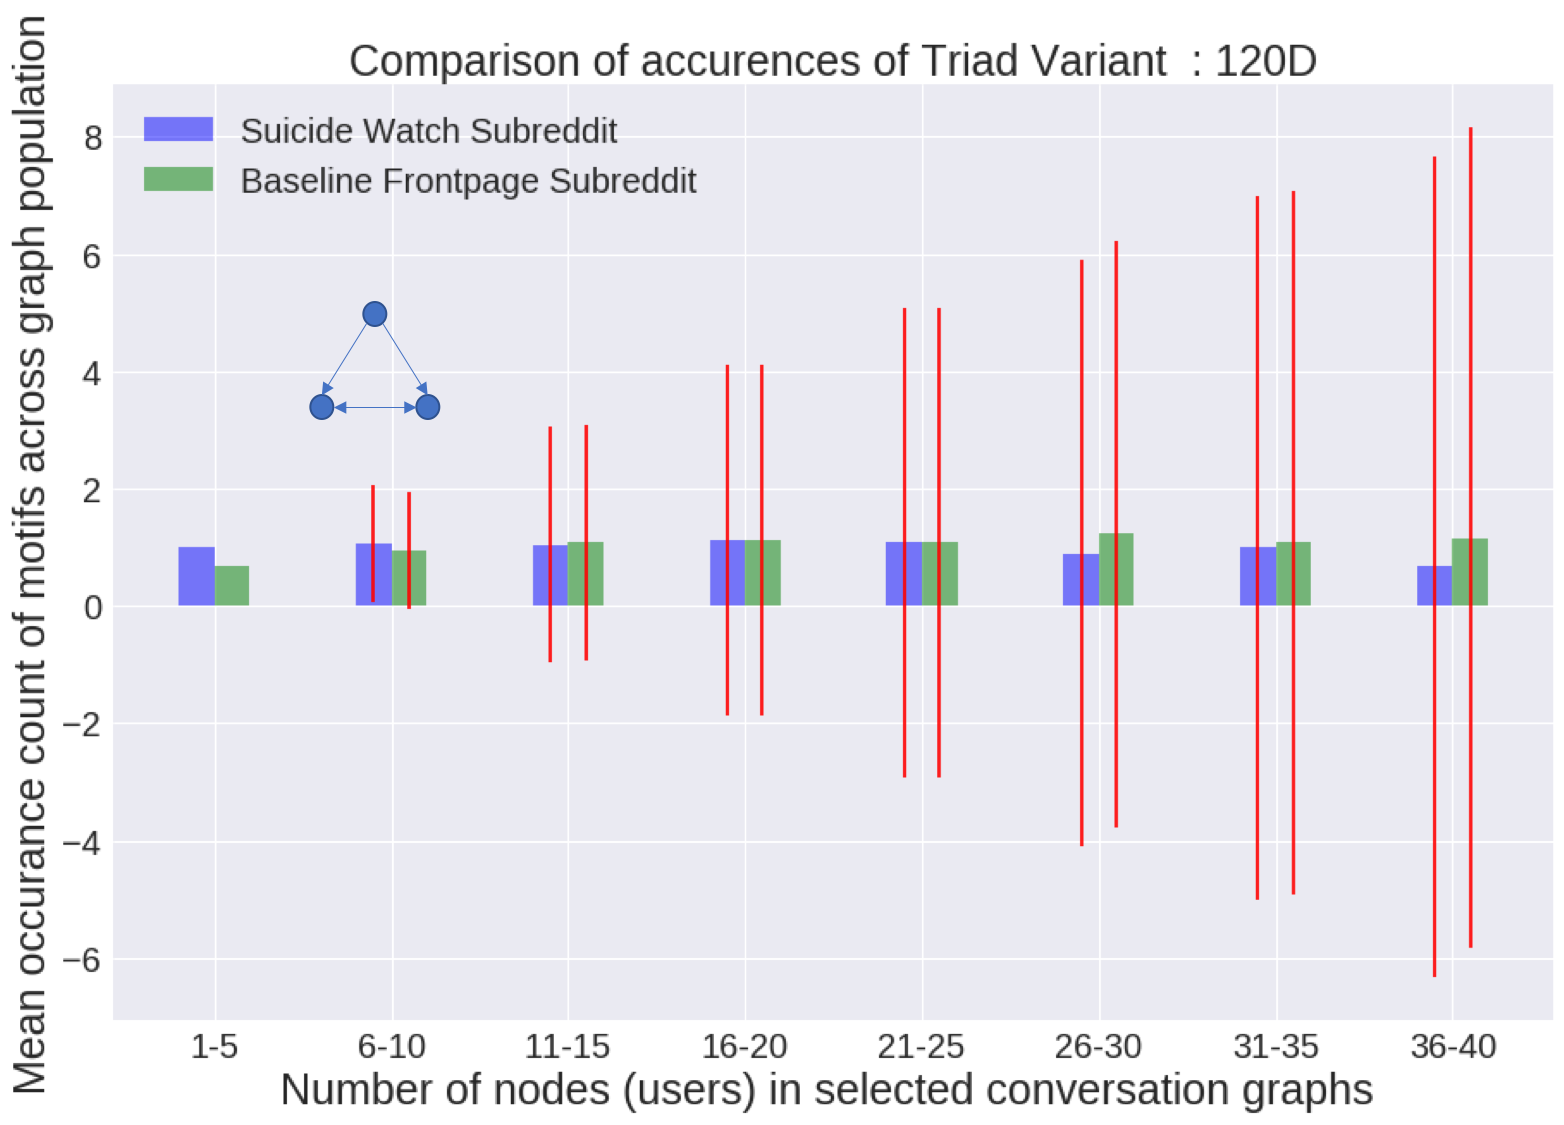 Comparison of accurences of Triad Variant : 120D
Mean occurance count of motifs across graph population
Suicide Watch Subreddit
Baseline Frontpage Subreddit
8
6
4
2
0
−2
−4
−6
1-5 6-10 11-15 16-20 21-25 26-30 31-35 36-40
Number of nodes (users) in selected conversation graphs